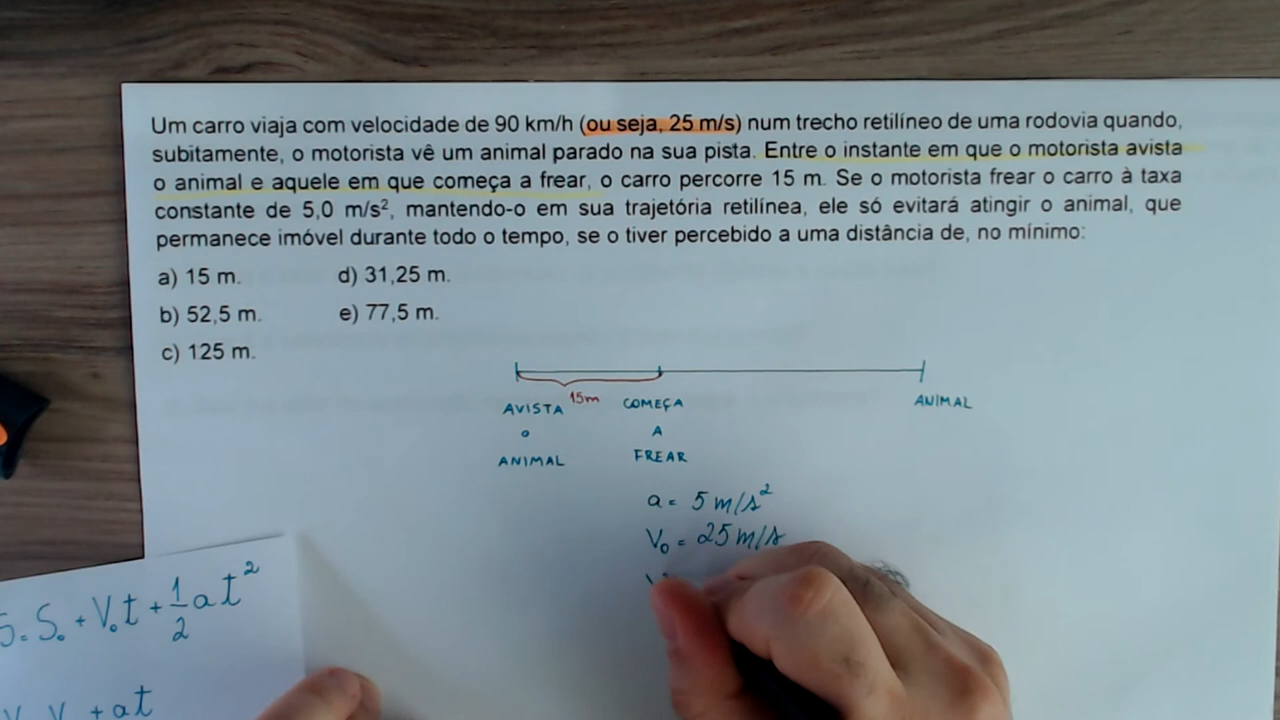 Um carro viaja com velocidade de 90 km/h (ou seja, 25 m/s) num trecho retilíneo de uma rodovia quando,
subitamente, o motorista vê um animal parado na sua pista. Entre o instante em que o motorista avista
o animal e aquele em que começa a frear, o carro percorre 15 m. Se o motorista frear o carro à taxa
constante de 5,0 m/s², mantendo-o em sua trajetória retilínea, ele só evitará atingir o animal, que
permanece imóvel durante todo o tempo, se o tiver percebido a uma distância de, no mínimo:
a) 15 m. d) 31,25 m.
b) 52,5 m. e) 77,5 m.
c) 125 m.
15m
AVISTA O ANIMAL
COMEÇA A FREAR
ANIMAL
a = 5 m/s²
V₀ = 25 m/s
S = S₀ + V₀t + 1/2 at²
+ at